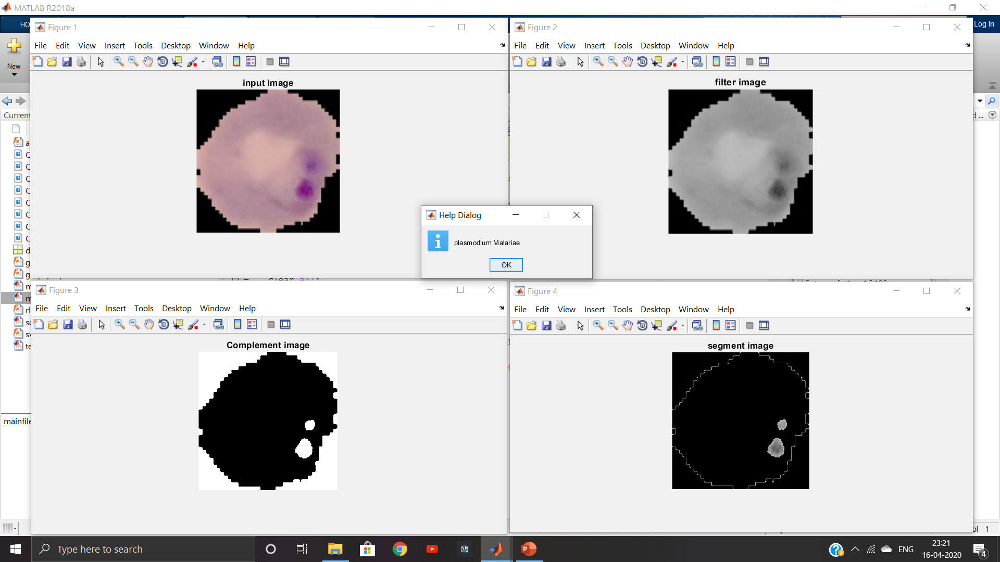 MATLAB R2018a
HO
Log In
New
Current
Figure 1
File Edit View Insert Tools Desktop Window Help
input image
Figure 2
File Edit View Insert Tools Desktop Window Help
filter image
Help Dialog
plasmodium Malariae
OK
Figure 3
File Edit View Insert Tools Desktop Window Help
Complement image
Figure 4
File Edit View Insert Tools Desktop Window Help
segment image
mainfile
Type here to search
ENG
23:21
16-04-2020
4